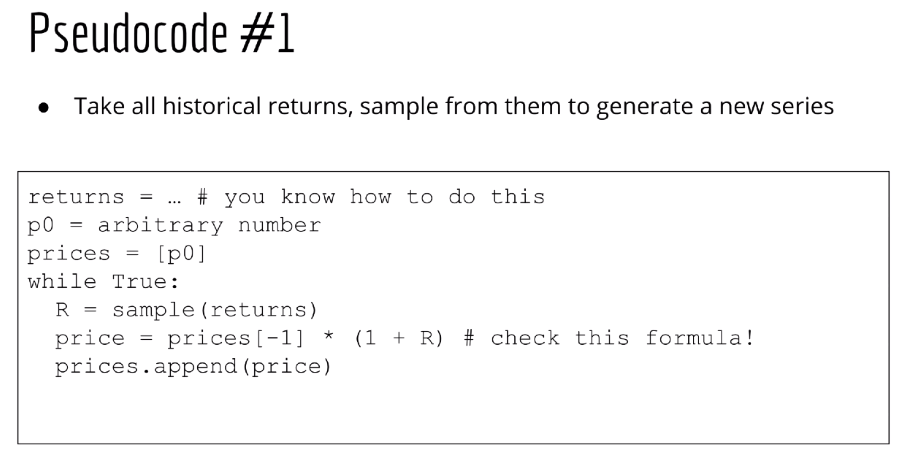 Pseudocode #1
● Take all historical returns, sample from them to generate a new series
returns = … # you know how to do this
p0 = arbitrary number
prices = [p0]
while True:
  R = sample(returns)
  price = prices[-1] * (1 + R) # check this formula!
  prices.append(price)